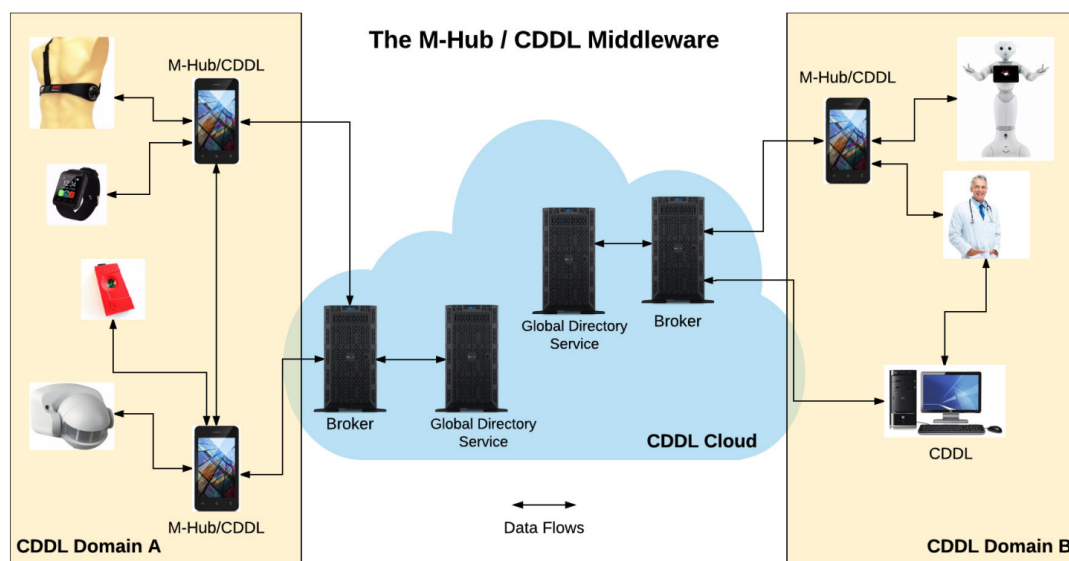 The M-Hub / CDDL Middleware
M-Hub/CDDL
M-Hub/CDDL
Global Directory
Service
Broker
Broker
Global Directory
Service
CDDL Cloud
CDDL
Data Flows
M-Hub/CDDL
CDDL Domain A
CDDL Domain B